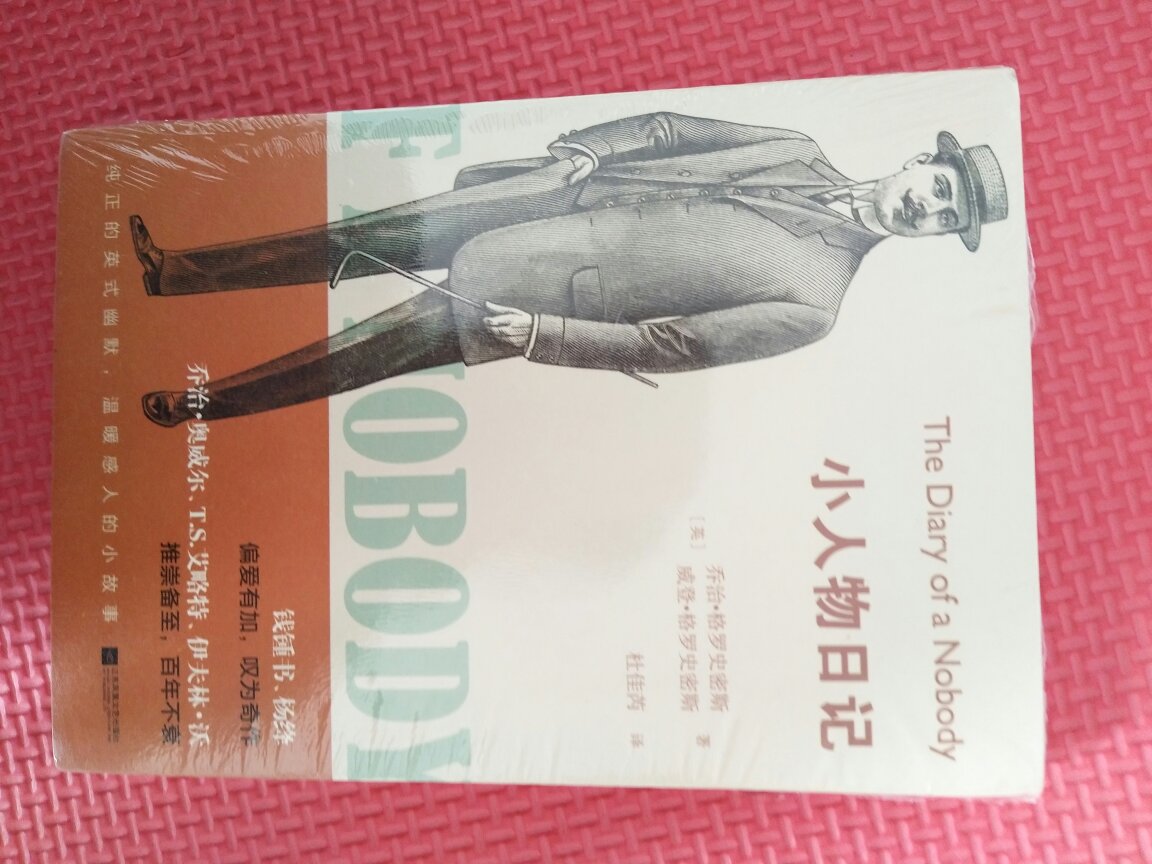 The Diary of a Nobody
小人物日记
[英] 乔治·格罗史密斯
威登·格罗史密斯 著
杜佳芮 译
F NOBODY
钱锺书、杨绛
偏爱有加，叹为奇作
乔治·奥威尔、T.S.艾略特、伊夫林·沃
推崇备至，百年不衰
纯正的英式幽默，温暖感人的小故事